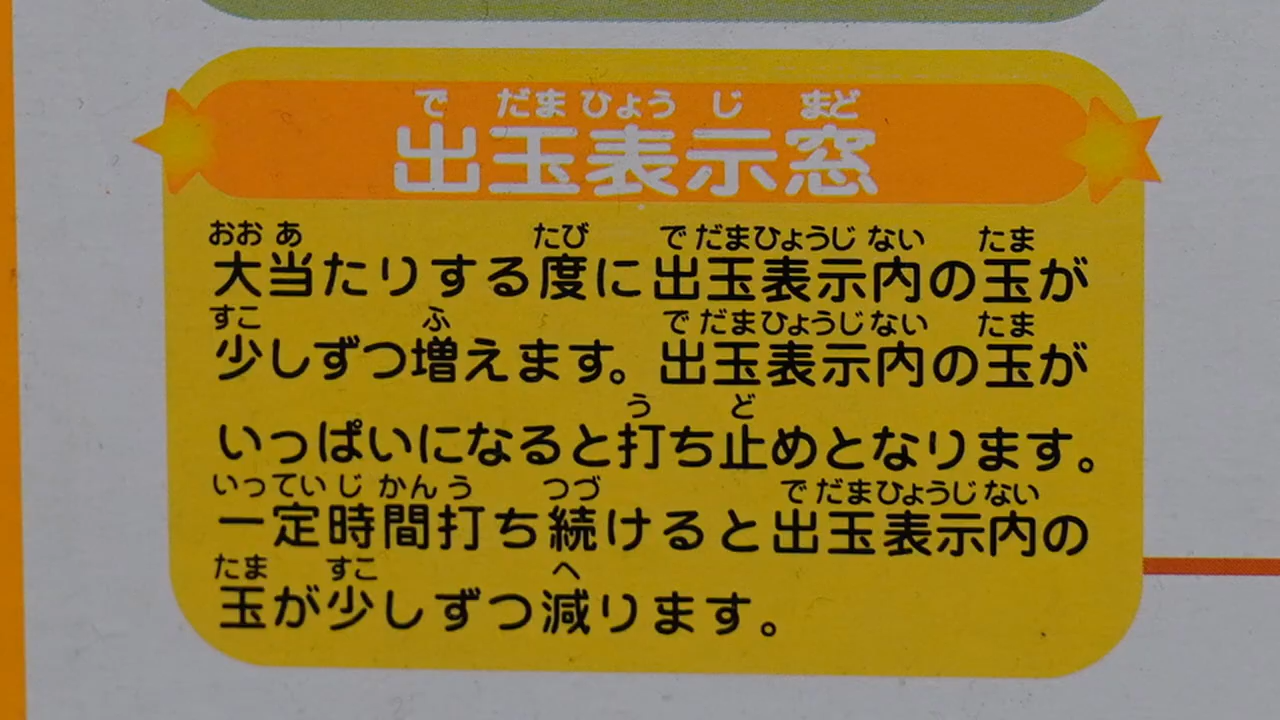 で だま ひょう じ まど
出玉表示窓
おお あ たび で だまひょうじ ない たま
大当たりする度に出玉表示内の玉が
すこ ふ で だまひょうじ ない たま
少しずつ増えます。出玉表示内の玉が
う ど
いっぱいになると打ち止めとなります。
いってい じ かん う つづ で だまひょうじ ない
一定時間打ち続けると出玉表示内の
たま すこ へ
玉が少しずつ減ります。